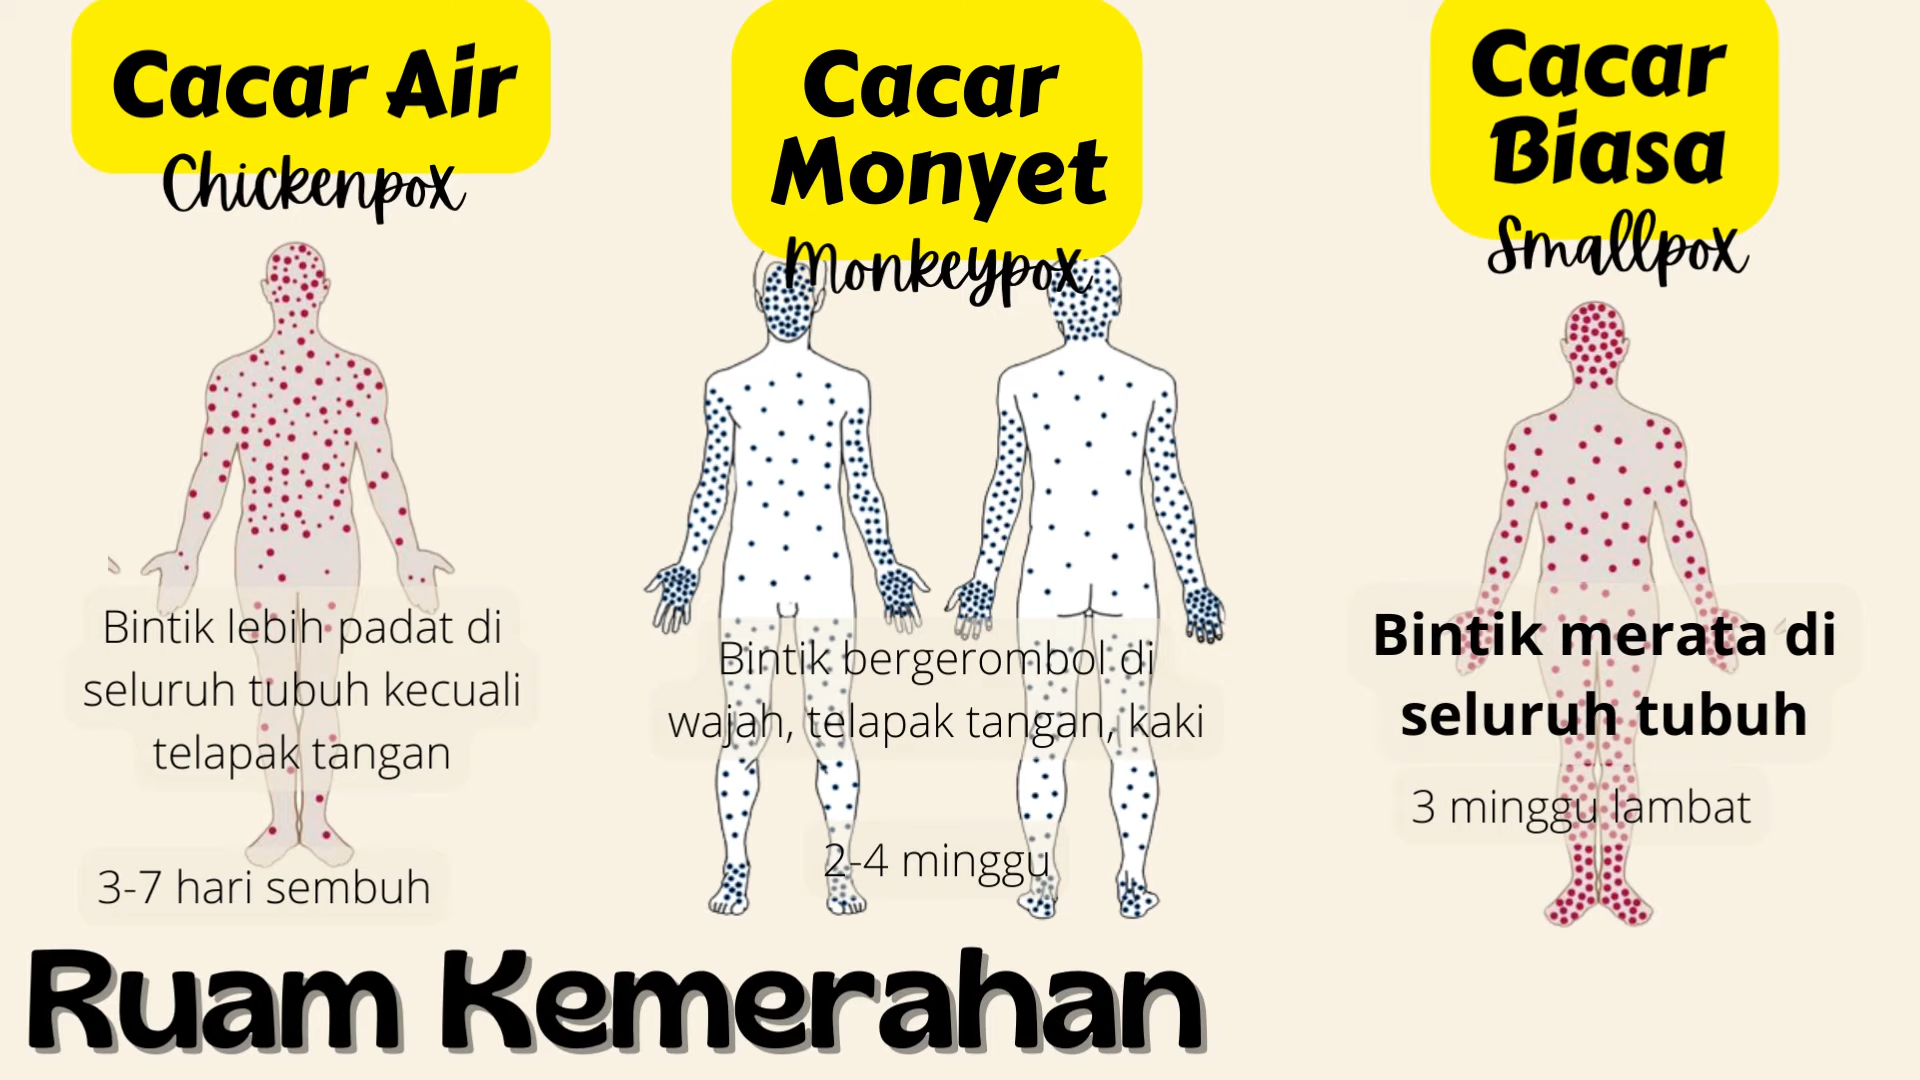 Cacar Air
Chickenpox
Bintik lebih padat di
seluruh tubuh kecuali
telapak tangan
3-7 hari sembuh
Cacar
Monyet
Monkeypox
Bintik bergerombol di
wajah, telapak tangan, kaki
2-4 minggu
Cacar
Biasa
Smallpox
Bintik merata di
seluruh tubuh
3 minggu lambat
Ruam Kemerahan